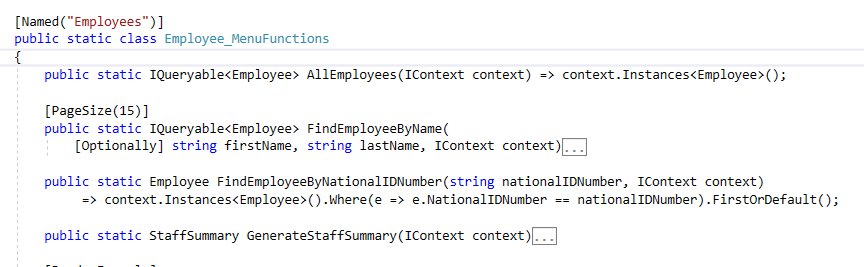 [Named("Employees")]
public static class Employee_MenuFunctions
{
public static IQueryable<Employee> AllEmployees(IContext context) => context.Instances<Employee>();
[PageSize(15)]
public static IQueryable<Employee> FindEmployeeByName(
[Optionally] string firstName, string lastName, IContext context)...
public static Employee FindEmployeeByNationalIDNumber(string nationalIDNumber, IContext context)
=> context.Instances<Employee>().Where(e => e.NationalIDNumber == nationalIDNumber).FirstOrDefault();
public static StaffSummary GenerateStaffSummary(IContext context)...